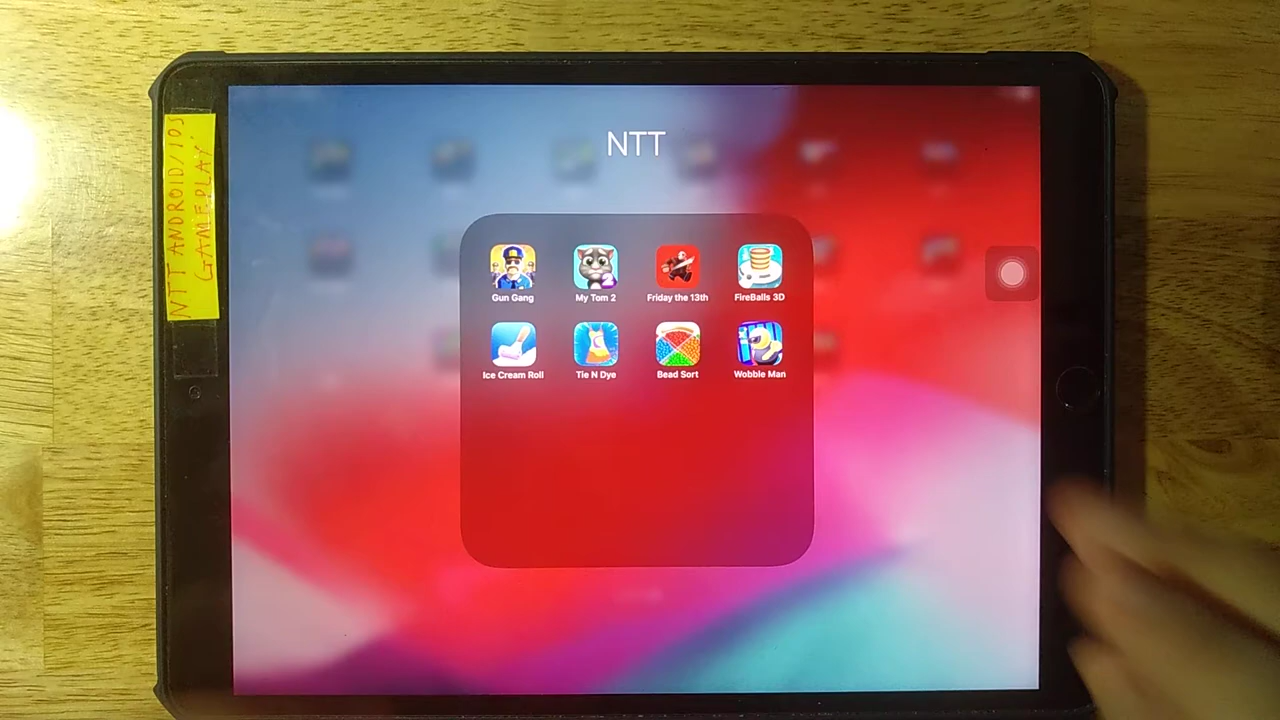 NTT ANDROID/IOS
GAMEPLAY
NTT
Gun Gang
My Tom 2
Friday the 13th
FireBalls 3D
Ice Cream Roll
Tie N Dye
Bead Sort
Wobble Man